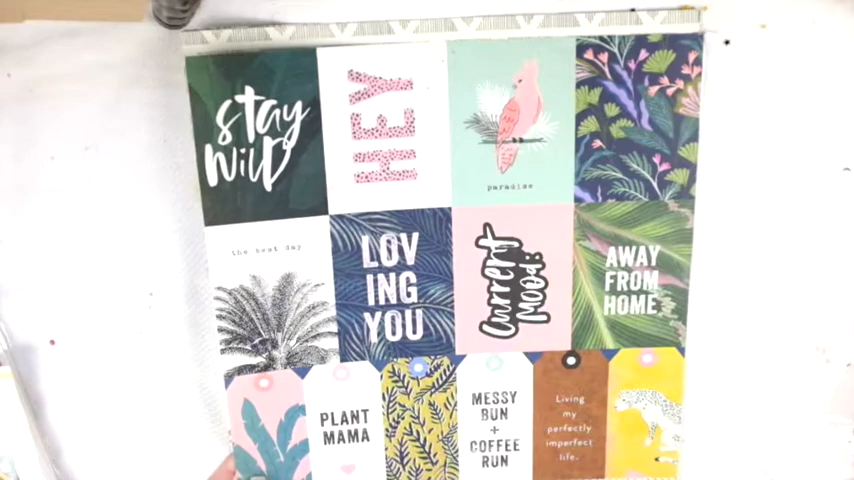 stay
wild
HEY
paradise
the best day
LOV
ING
YOU
Current
Mood:
AWAY
FROM
HOME
PLANT
MAMA
MESSY
BUN
+
COFFEE
RUN
Living
my
perfectly
imperfect
life.